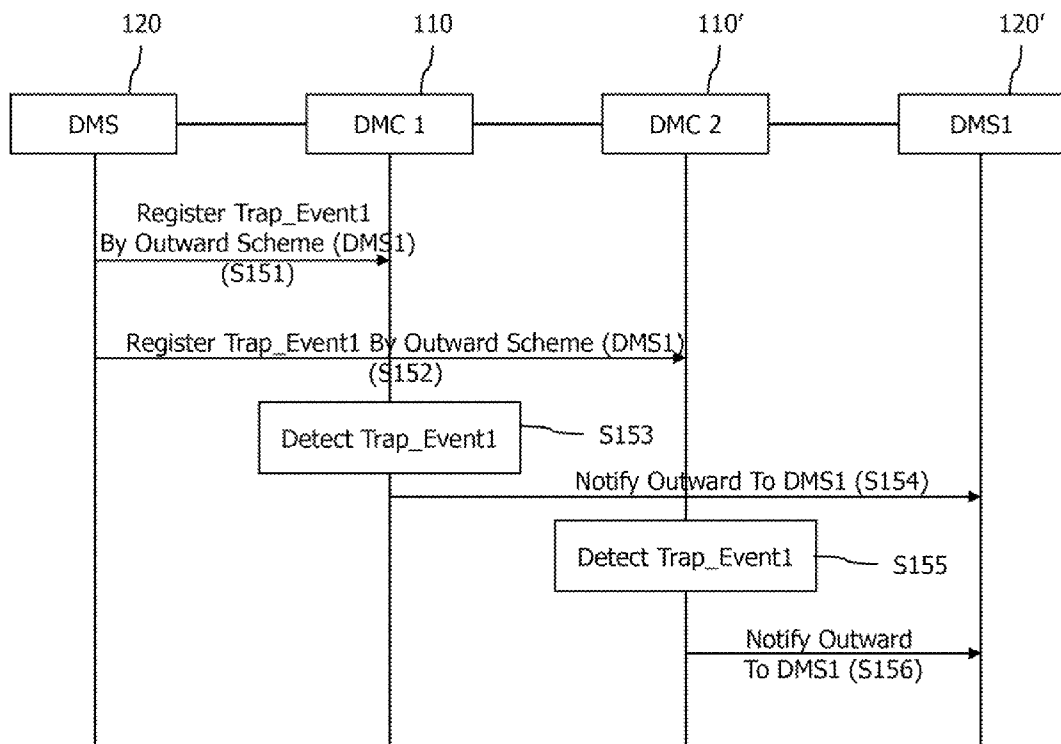 120
110
110'
120'
DMS
DMC 1
DMC 2
DMS1
Register Trap_Event1
By Outward Scheme (DMS1)
(S151)
Register Trap_Event1 By Outward Scheme (DMS1)
(S152)
Detect Trap_Event1
S153
Notify Outward To DMS1 (S154)
Detect Trap_Event1
S155
Notify Outward
To DMS1 (S156)